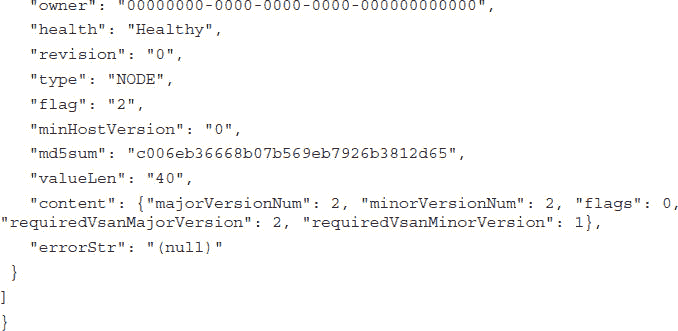 "owner": "00000000-0000-0000-0000-000000000000",
"health": "Healthy",
"revision": "0",
"type": "NODE",
"flag": "2",
"minHostVersion": "0",
"md5sum": "c006eb36668b07b569eb7926b3812d65",
"valueLen": "40",
"content": {"majorVersionNum": 2, "minorVersionNum": 2, "flags": 0,
"requiredVsanMajorVersion": 2, "requiredVsanMinorVersion": 1},
"errorStr": "(null)"
}
]
}